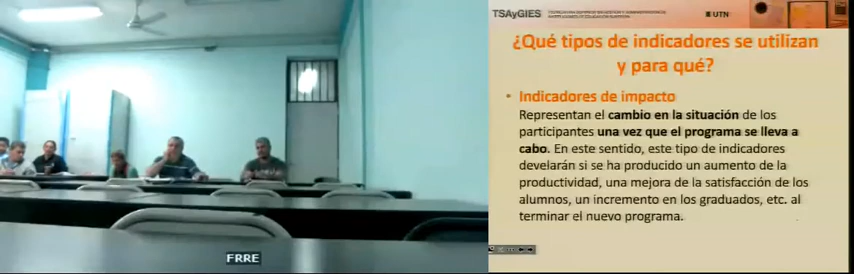 FRRE
TSAyGIES
UTN
¿Qué tipos de indicadores se utilizan
y para qué?
• Indicadores de impacto
Representan el cambio en la situación de los
participantes una vez que el programa se lleva a
cabo. En este sentido, este tipo de indicadores
develarán si se ha producido un aumento de la
productividad, una mejora de la satisfacción de los
alumnos, un incremento en los graduados, etc. al
terminar el nuevo programa.